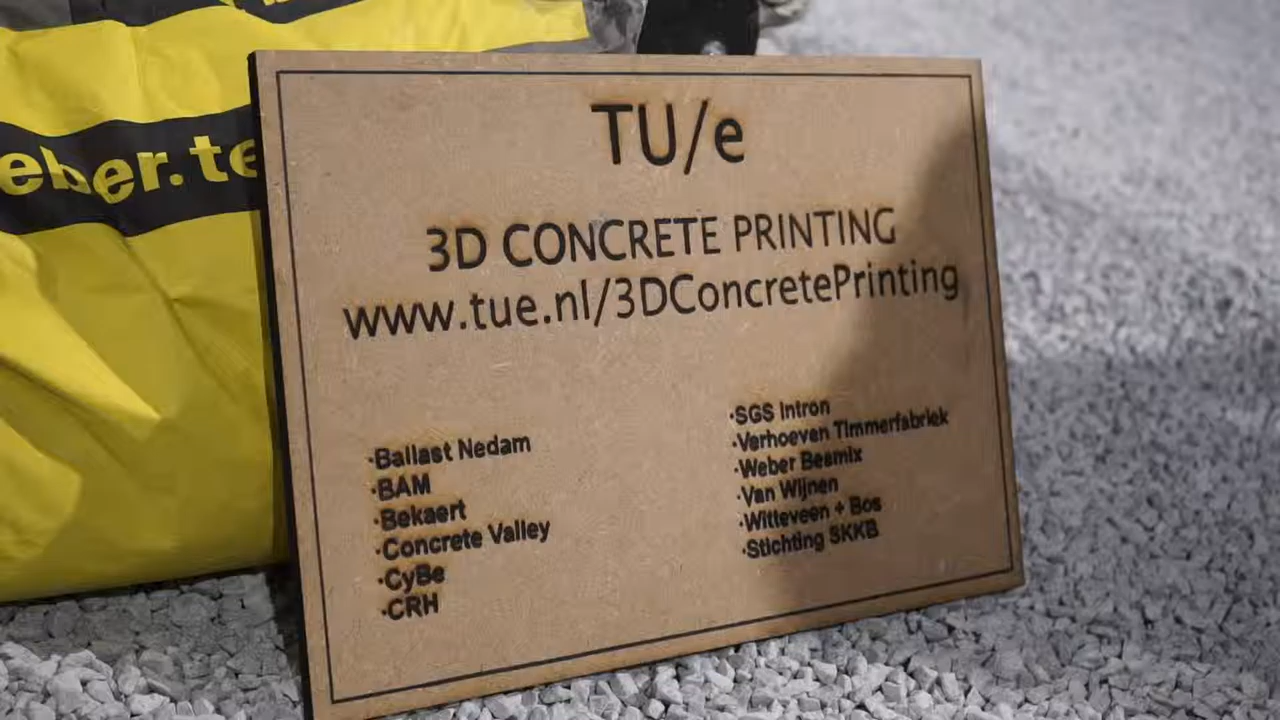 eber.te
TU/e
3D CONCRETE PRINTING
www.tue.nl/3DConcretePrinting
·Ballast Nedam
·BAM
·Bekaert
·Concrete Valley
·CyBe
·CRH
·SGS Intron
·Verhoeven Timmerfabriek
·Weber Beamix
·Van Wijnen
·Witteveen + Bos
·Stichting SKKB